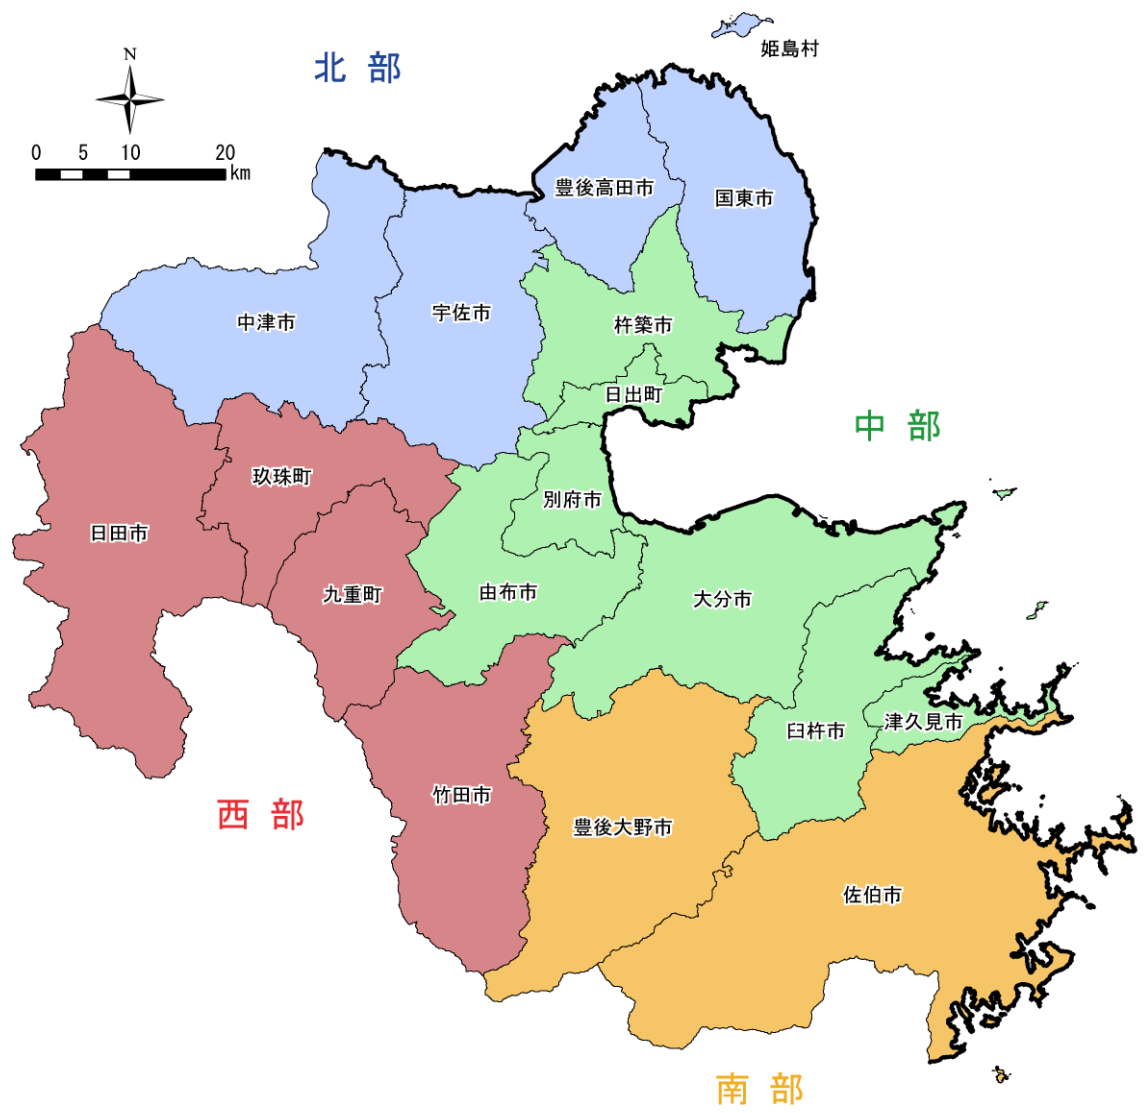 姫島村
北部
N
0 5 10 20
km
豊後高田市
国東市
中津市
宇佐市
杵築市
日出町
中部
玖珠町
別府市
日田市
九重町
由布市
大分市
津久見市
臼杵市
西部
竹田市
豊後大野市
佐伯市
南部